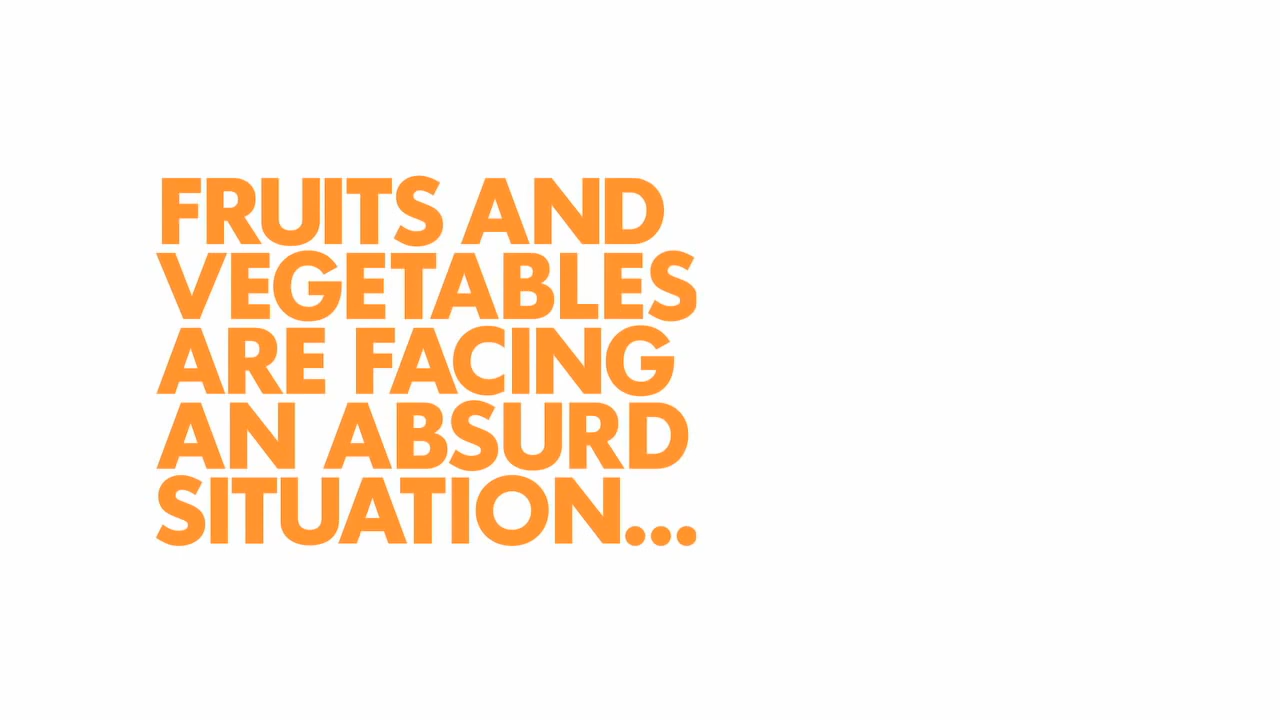 FRUITS AND
VEGETABLES
ARE FACING
AN ABSURD
SITUATION...